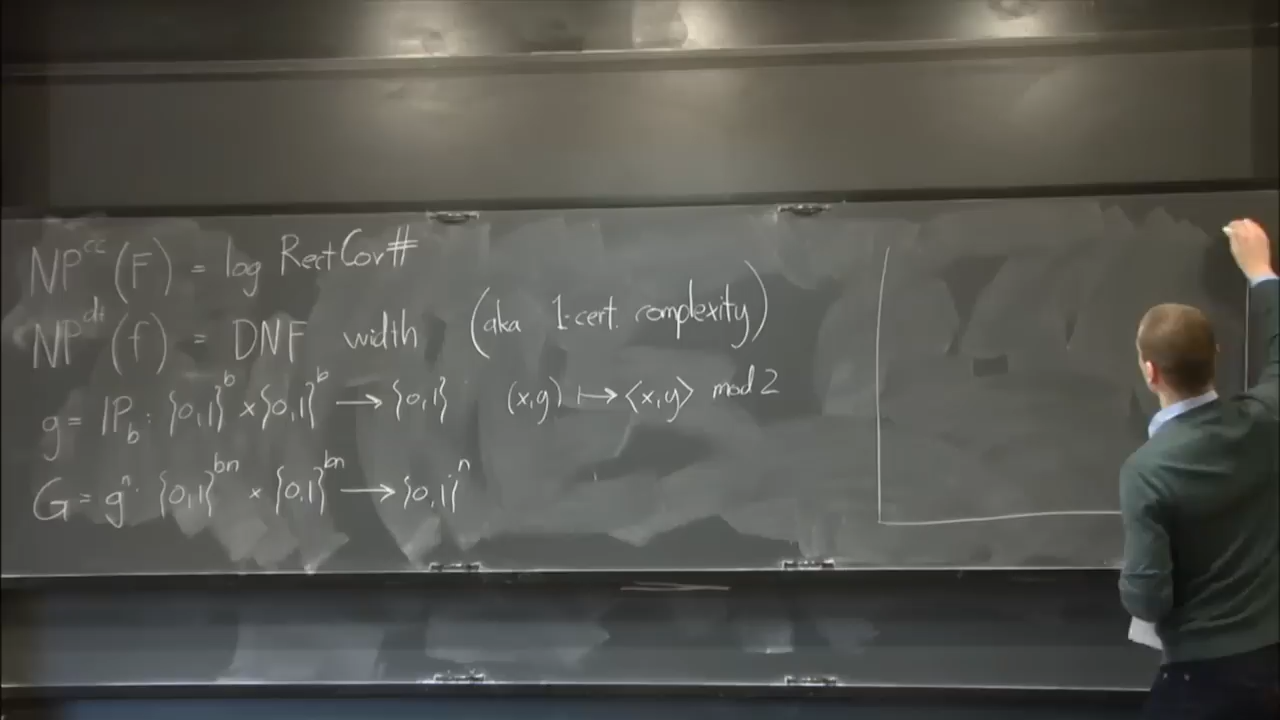 NP^cc (F) = log RectCov#
NP^dt (f) = DNF width (aka 1-cert. complexity)
g = IP_b : {0,1}^b × {0,1}^b → {0,1} (x,y) ↦ <x,y> mod 2
G = g^n : {0,1}^bn × {0,1}^bn → {0,1}^n